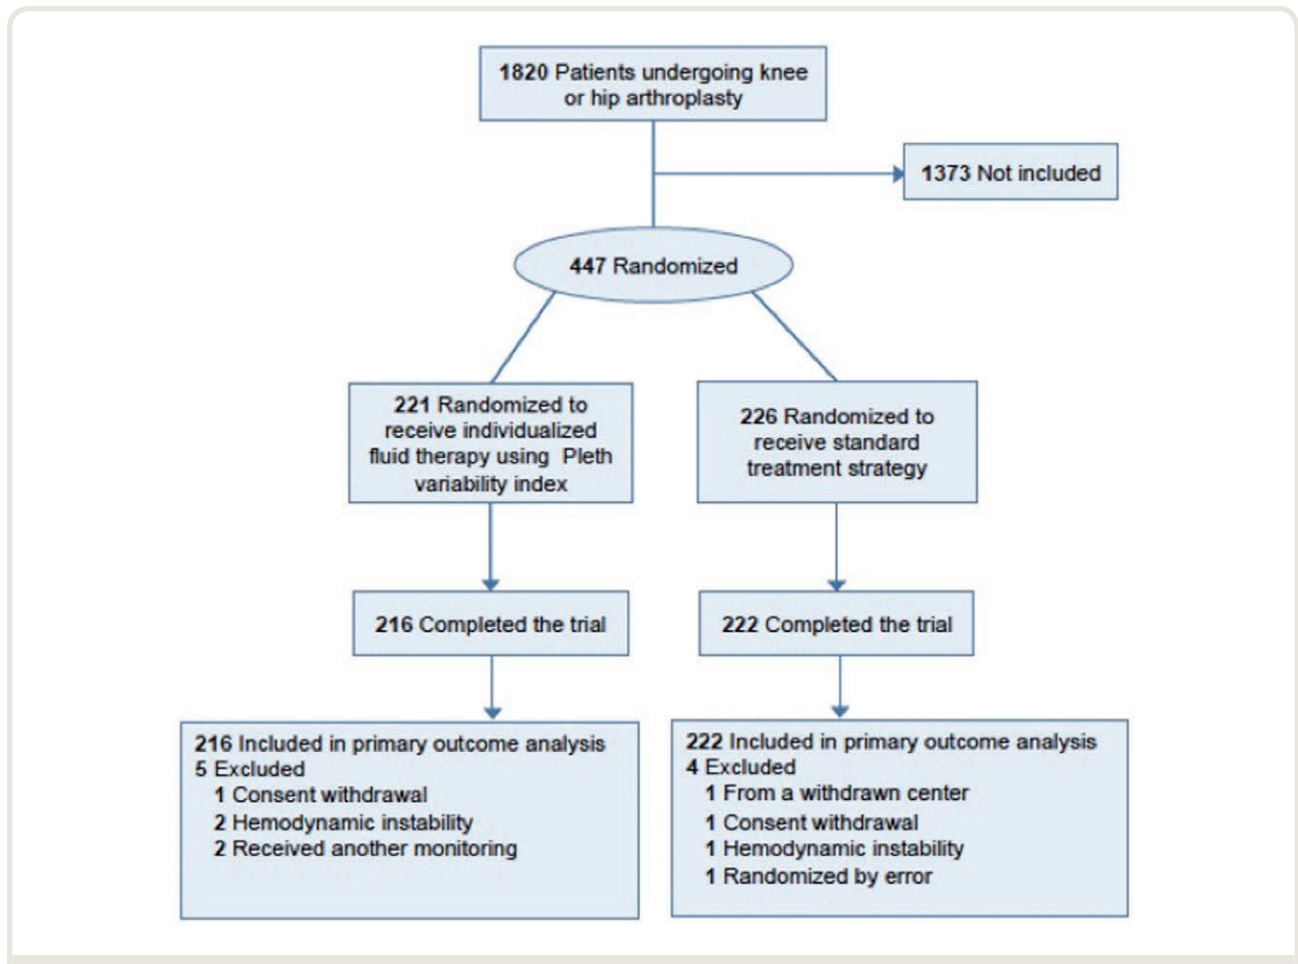 1820 Patients undergoing knee
or hip arthroplasty
1373 Not included
447 Randomized
221 Randomized to
receive individualized
fluid therapy using Pleth
variability index
226 Randomized to
receive standard
treatment strategy
216 Completed the trial
222 Completed the trial
216 Included in primary outcome analysis
5 Excluded
1 Consent withdrawal
2 Hemodynamic instability
2 Received another monitoring
222 Included in primary outcome analysis
4 Excluded
1 From a withdrawn center
1 Consent withdrawal
1 Hemodynamic instability
1 Randomized by error